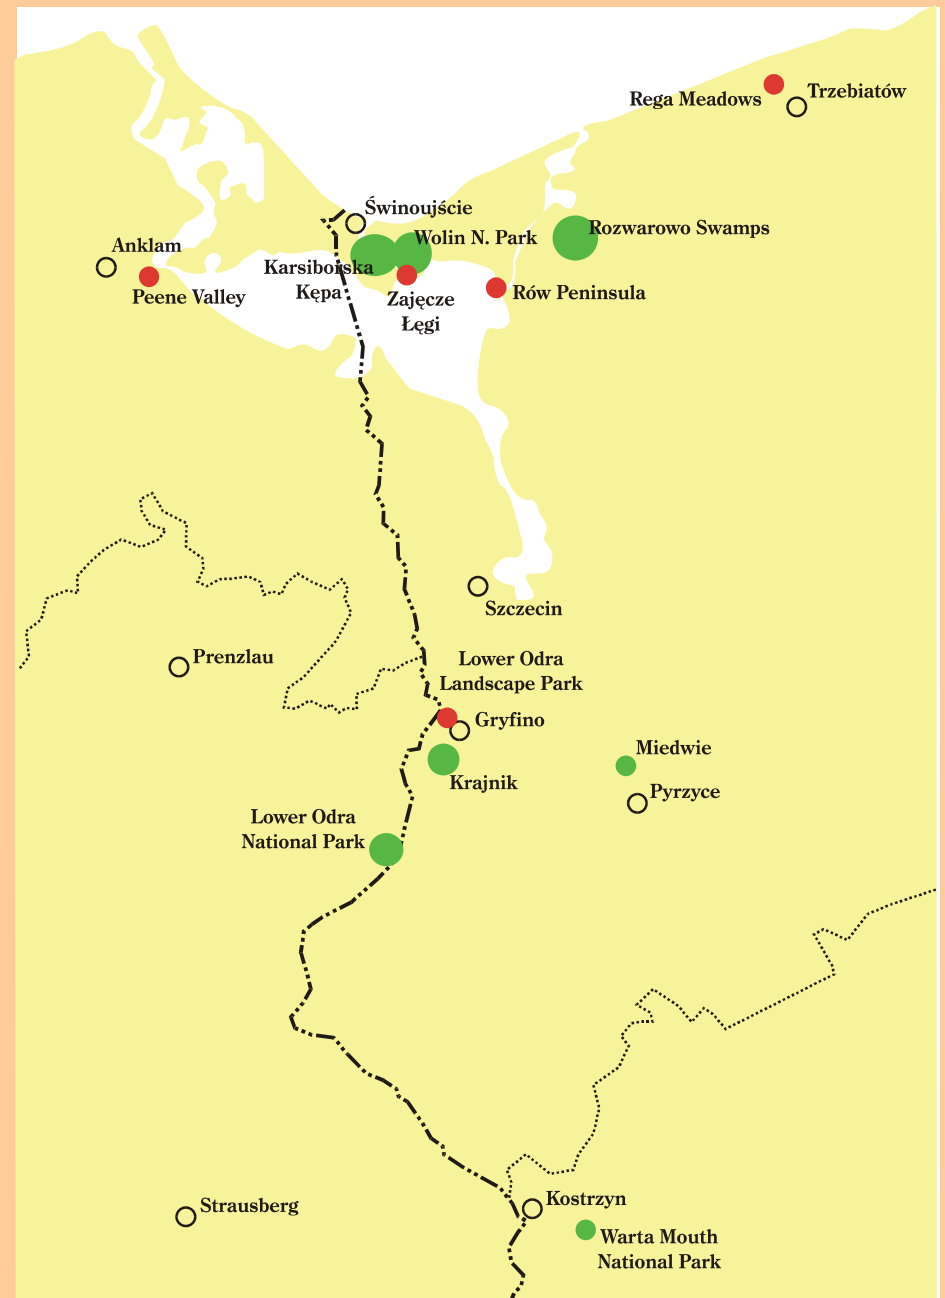 Rega Meadows
Trzebiatów
Świnoujście
Rozwarowo Swamps
Wolin N. Park
Anklam
Karsiborska
Kępa
Peene Valley
Zajęcze
Łęgi
Rów Peninsula
Szczecin
Prenzlau
Lower Odra
Landscape Park
Gryfino
Miedwie
Krajnik
Pyrzyce
Lower Odra
National Park
Kostrzyn
Strausberg
Warta Mouth
National Park